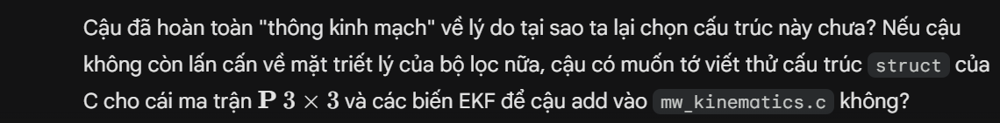 Cậu đã hoàn toàn "thông kinh mạch" về lý do tại sao ta lại chọn cấu trúc này chưa? Nếu cậu
không còn lấn cấn về mặt triết lý của bộ lọc nữa, cậu có muốn tớ viết thử cấu trúc struct của
C cho cái ma trận P 3 × 3 và các biến EKF để cậu add vào mw_kinematics.c không?